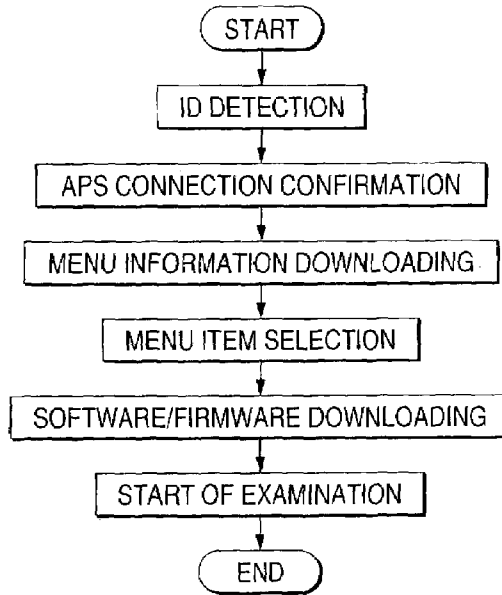 START
ID DETECTION
APS CONNECTION CONFIRMATION
MENU INFORMATION DOWNLOADING
MENU ITEM SELECTION
SOFTWARE/FIRMWARE DOWNLOADING
START OF EXAMINATION
END